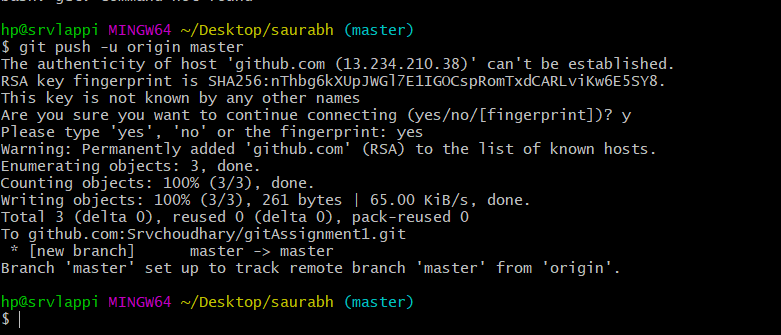 hp@srvlappi MINGW64 ~/Desktop/saurabh (master)
$ git push -u origin master
The authenticity of host 'github.com (13.234.210.38)' can't be established.
RSA key fingerprint is SHA256:nThbg6kXUpJWGl7E1IGOCspRomTxdCARLviKw6E5SY8.
This key is not known by any other names
Are you sure you want to continue connecting (yes/no/[fingerprint])? y
Please type 'yes', 'no' or the fingerprint: yes
Warning: Permanently added 'github.com' (RSA) to the list of known hosts.
Enumerating objects: 3, done.
Counting objects: 100% (3/3), done.
Writing objects: 100% (3/3), 261 bytes | 65.00 KiB/s, done.
Total 3 (delta 0), reused 0 (delta 0), pack-reused 0
To github.com:Srvchoudhary/gitAssignment1.git
 * [new branch]      master -> master
Branch 'master' set up to track remote branch 'master' from 'origin'.
hp@srvlappi MINGW64 ~/Desktop/saurabh (master)
$